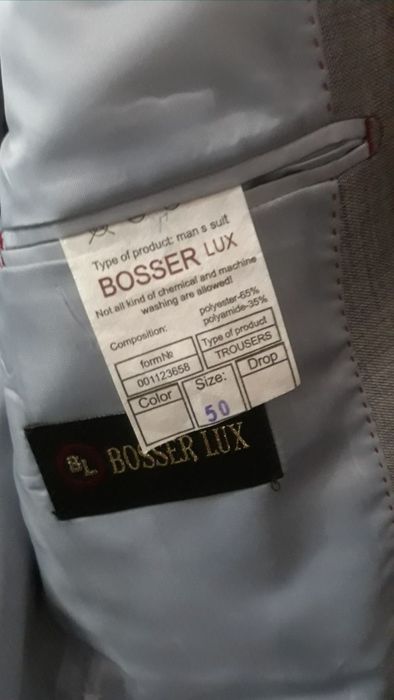 Type of product: man s suit
BOSSER LUX
Not all kind of chemical and machine
washing are allowed!
Composition:
polyester-65%
polyamide-35%
form№
001123658
Type of product
TROUSERS
Color
Size:
50
Drop
BL BOSSER LUX